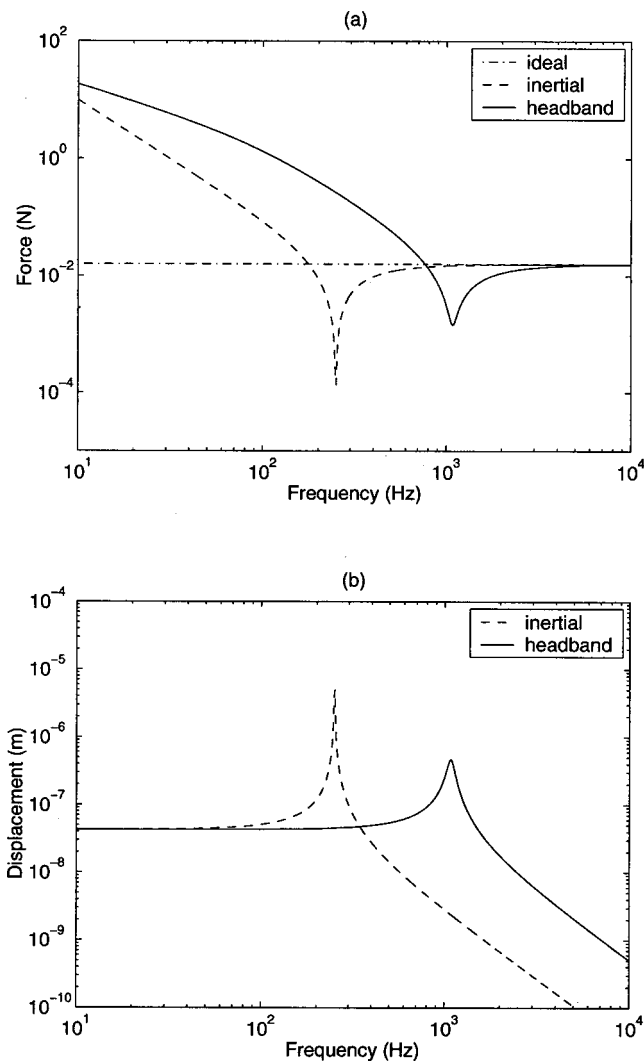 (a)
10^2
10^0
10^-2
10^-4
Force (N)
ideal
inertial
headband
10^1
10^2
10^3
10^4
Frequency (Hz)
(b)
10^-4
10^-5
10^-6
10^-7
10^-8
10^-9
10^-10
Displacement (m)
inertial
headband
10^1
10^2
10^3
10^4
Frequency (Hz)